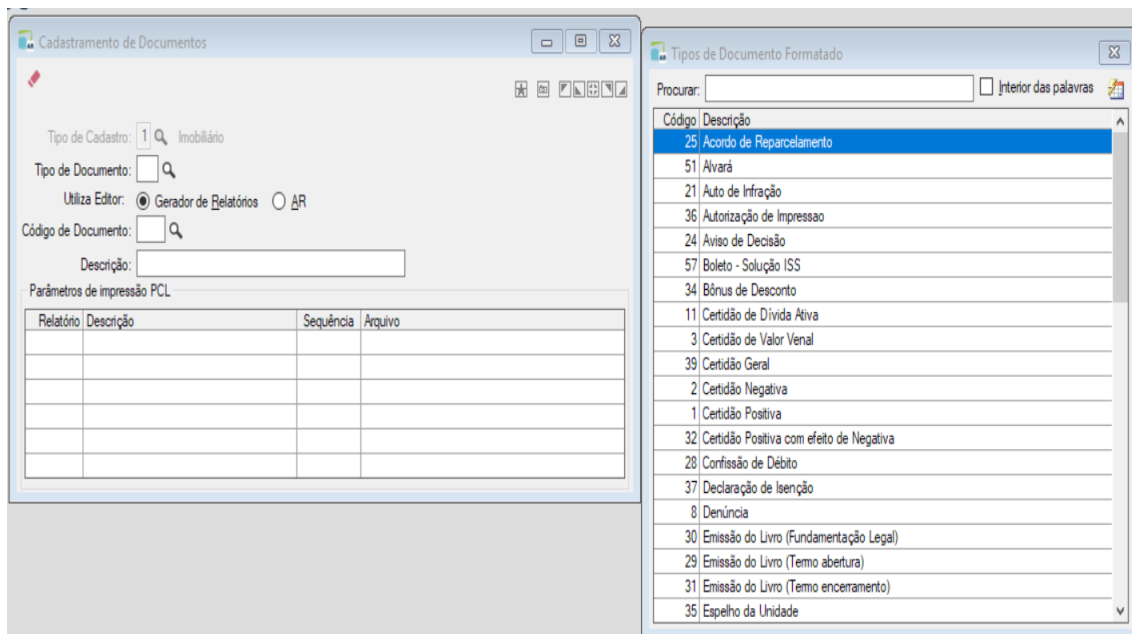 Cadastramento de Documentos
Tipo de Cadastro: 1 Imobiliário
Tipo de Documento:
Utiliza Editor: Gerador de Relatórios AR
Código de Documento:
Descrição:
Parâmetros de impressão PCL
Relatório Descrição Sequência Arquivo
Tipos de Documento Formatado
Procurar: Interior das palavras
Código Descrição
25 Acordo de Reparcelamento
51 Alvará
21 Auto de Infração
36 Autorização de Impressao
24 Aviso de Decisão
57 Boleto - Solução ISS
34 Bônus de Desconto
11 Certidão de Dívida Ativa
3 Certidão de Valor Venal
39 Certidão Geral
2 Certidão Negativa
1 Certidão Positiva
32 Certidão Positiva com efeito de Negativa
28 Confissão de Débito
37 Declaração de Isenção
8 Denúncia
30 Emissão do Livro (Fundamentação Legal)
29 Emissão do Livro (Termo abertura)
31 Emissão do Livro (Termo encerramento)
35 Espelho da Unidade